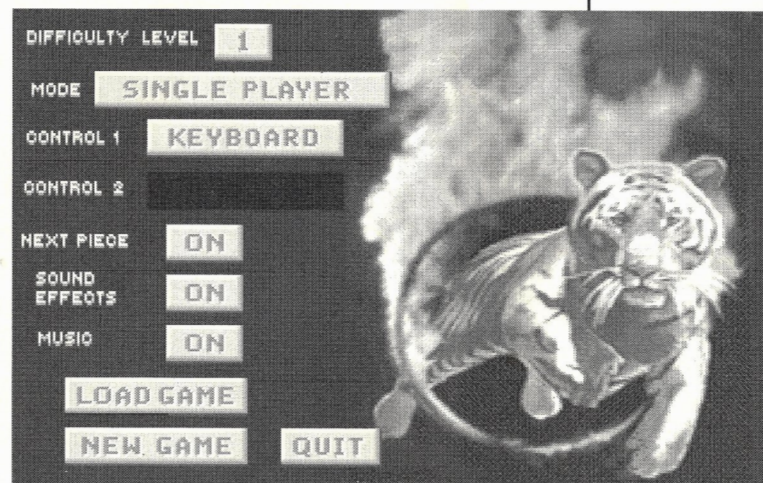 DIFFICULTY LEVEL 1
MODE SINGLE PLAYER
CONTROL 1 KEYBOARD
CONTROL 2
NEXT PIECE ON
SOUND
EFFECTS ON
MUSIC ON
LOAD GAME
NEW GAME QUIT